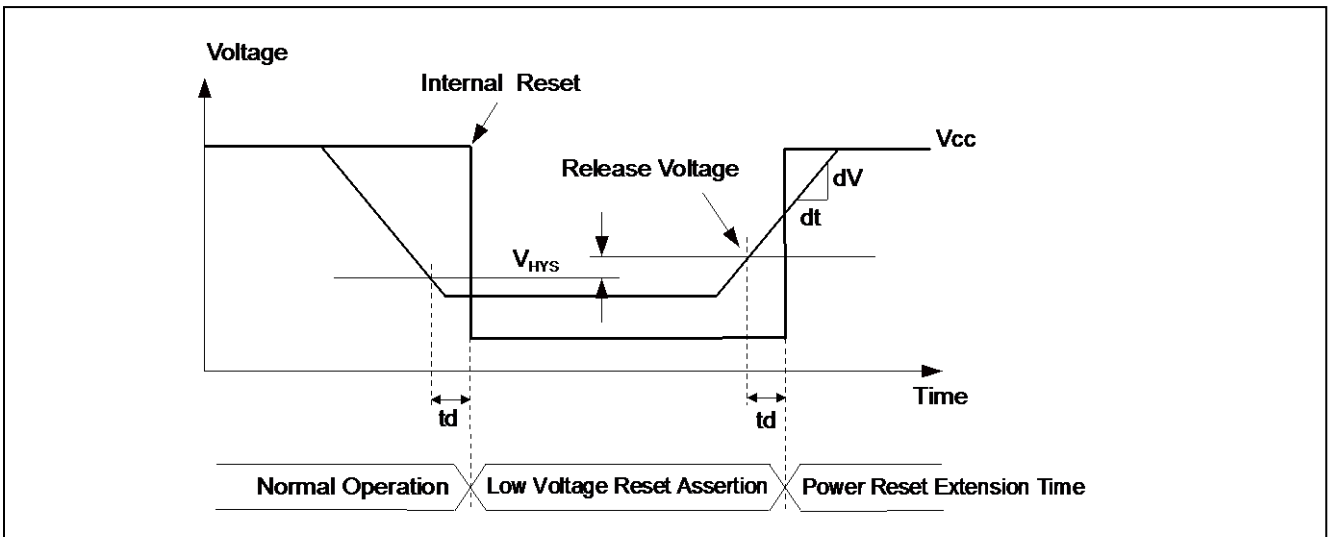 Voltage
Internal Reset
Vcc
Release Voltage
dV
dt
VHYS
Time
td
td
Normal Operation
Low Voltage Reset Assertion
Power Reset Extension Time